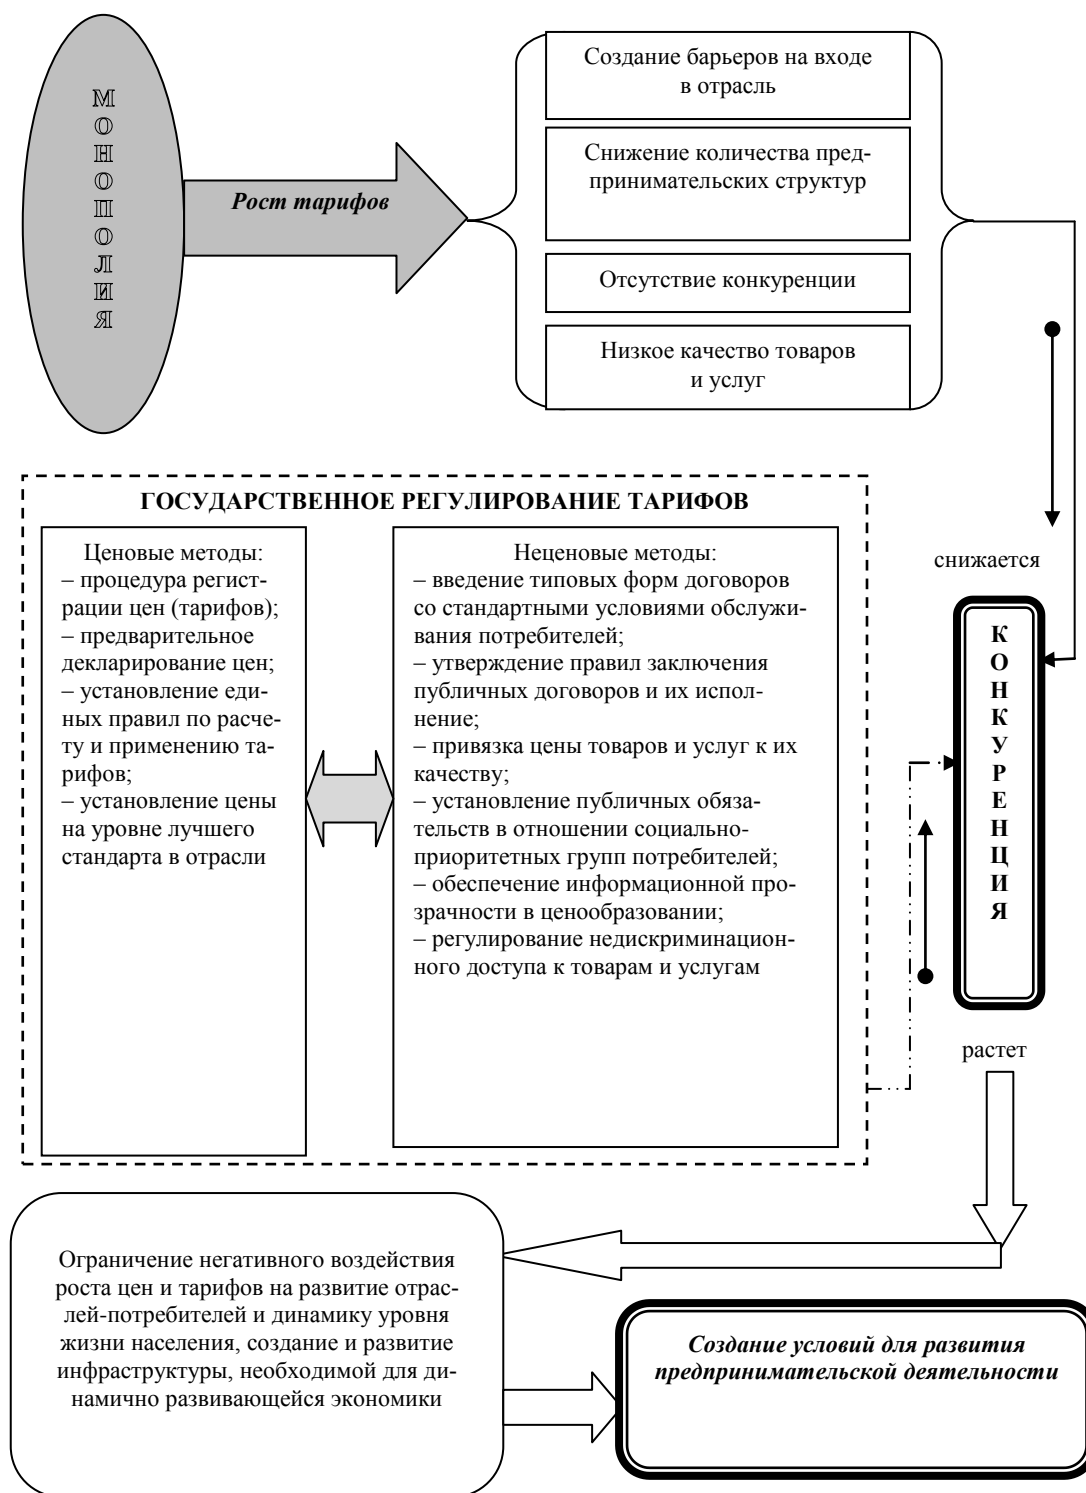 МОНОПОЛИЯ
Рост тарифов
Создание барьеров на входе
в отрасль
Снижение количества пред-
принимательских структур
Отсутствие конкуренции
Низкое качество товаров
и услуг
ГОСУДАРСТВЕННОЕ РЕГУЛИРОВАНИЕ ТАРИФОВ
Ценовые методы:
– процедура регист-
рации цен (тарифов);
– предварительное
декларирование цен;
– установление еди-
ных правил по расче-
ту и применению та-
рифов;
– установление цены
на уровне лучшего
стандарта в отрасли
Неценовые методы:
– введение типовых форм договоров
со стандартными условиями обслужи-
вания потребителей;
– утверждение правил заключения
публичных договоров и их испол-
нение;
– привязка цены товаров и услуг к их
качеству;
– установление публичных обяза-
тельств в отношении социально-
приоритетных групп потребителей;
– обеспечение информационной про-
зрачности в ценообразовании;
– регулирование недискриминацион-
ного доступа к товарам и услугам
снижается
КОНКУРЕНЦИЯ
растет
Ограничение негативного воздействия
роста цен и тарифов на развитие отрас-
лей-потребителей и динамику уровня
жизни населения, создание и развитие
инфраструктуры, необходимой для ди-
намично развивающейся экономики
Создание условий для развития
предпринимательской деятельности